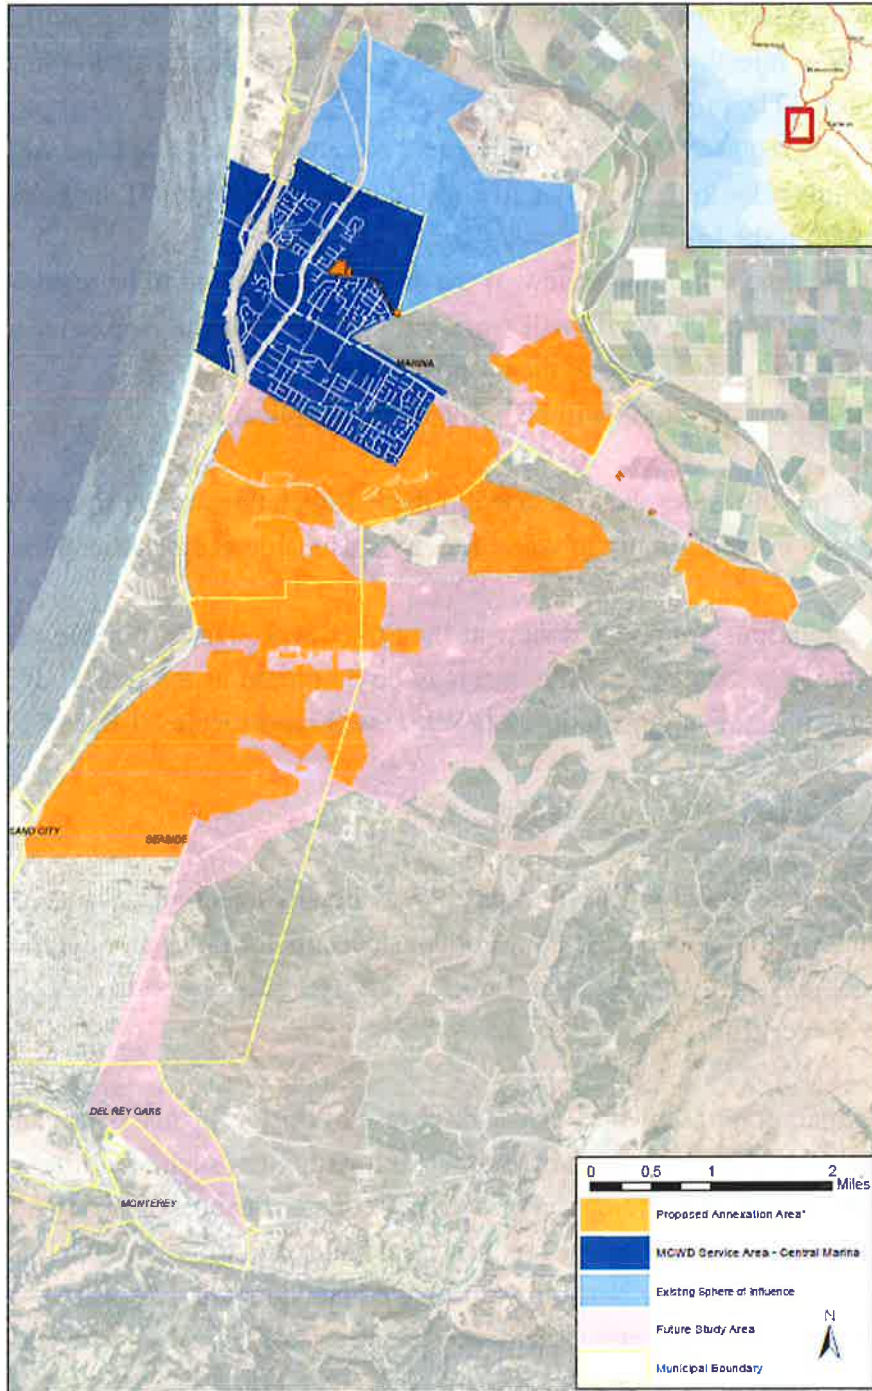 MARINA
SAND CITY
SEASIDE
DEL REY OAKS
MONTEREY
0 0.5 1 2
Miles
Proposed Annexation Area*
MCWD Service Area - Central Marina
Existing Sphere of Influence
Future Study Area
N
Municipal Boundary